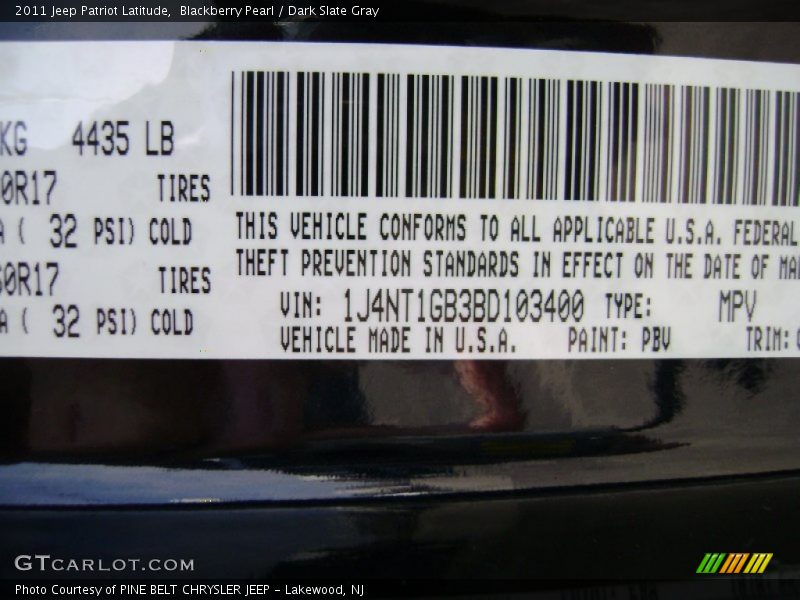 2011 Jeep Patriot Latitude,  Blackberry Pearl / Dark Slate Gray
KG 4435 LB
0R17 TIRES
( 32 PSI) COLD
60R17 TIRES
( 32 PSI) COLD
THIS VEHICLE CONFORMS TO ALL APPLICABLE U.S.A. FEDERAL
THEFT PREVENTION STANDARDS IN EFFECT ON THE DATE OF
VIN: 1J4NT1GB3BD103400 TYPE: MPV
VEHICLE MADE IN U.S.A. PAINT: PBV TRIM:
GTCARLOT.COM
Photo Courtesy of PINE BELT CHRYSLER JEEP - Lakewood, NJ